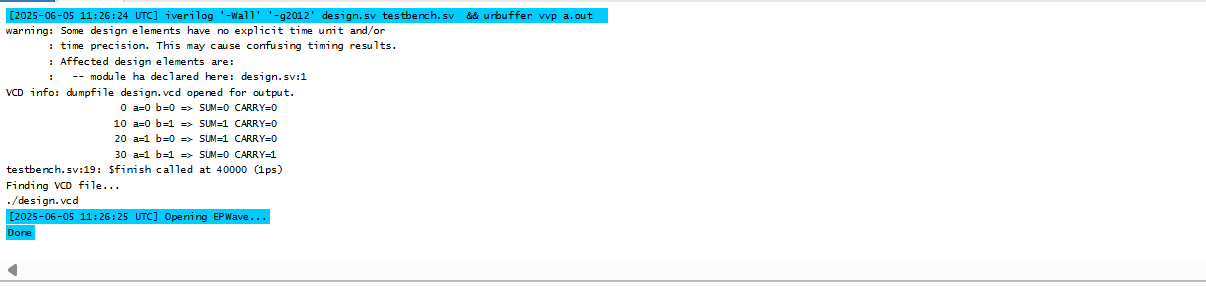 [2025-06-05 11:26:24 UTC] iverilog '-Wall' '-g2012' design.sv testbench.sv  && unbuffer vvp a.out
warning: Some design elements have no explicit time unit and/or
       : time precision. This may cause confusing timing results.
       : Affected design elements are:
       :   -- module ha declared here: design.sv:1
VCD info: dumpfile design.vcd opened for output.
                   0 a=0 b=0 => SUM=0 CARRY=0
                  10 a=0 b=1 => SUM=1 CARRY=0
                  20 a=1 b=0 => SUM=1 CARRY=0
                  30 a=1 b=1 => SUM=0 CARRY=1
testbench.sv:19: $finish called at 40000 (1ps)
Finding VCD file...
./design.vcd
[2025-06-05 11:26:25 UTC] Opening EPWave...
Done